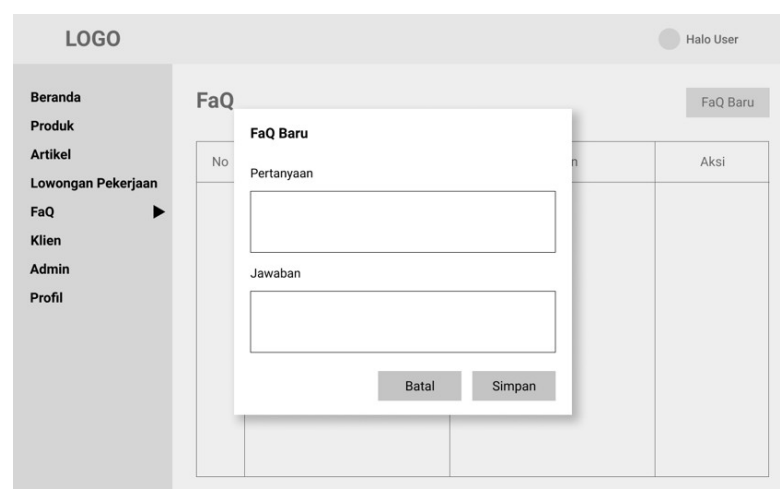 LOGO
Halo User
Beranda
Produk
Artikel
Lowongan Pekerjaan
FaQ
Klien
Admin
Profil
FaQ
FaQ Baru
No
Aksi
FaQ Baru
Pertanyaan
Jawaban
Batal
Simpan